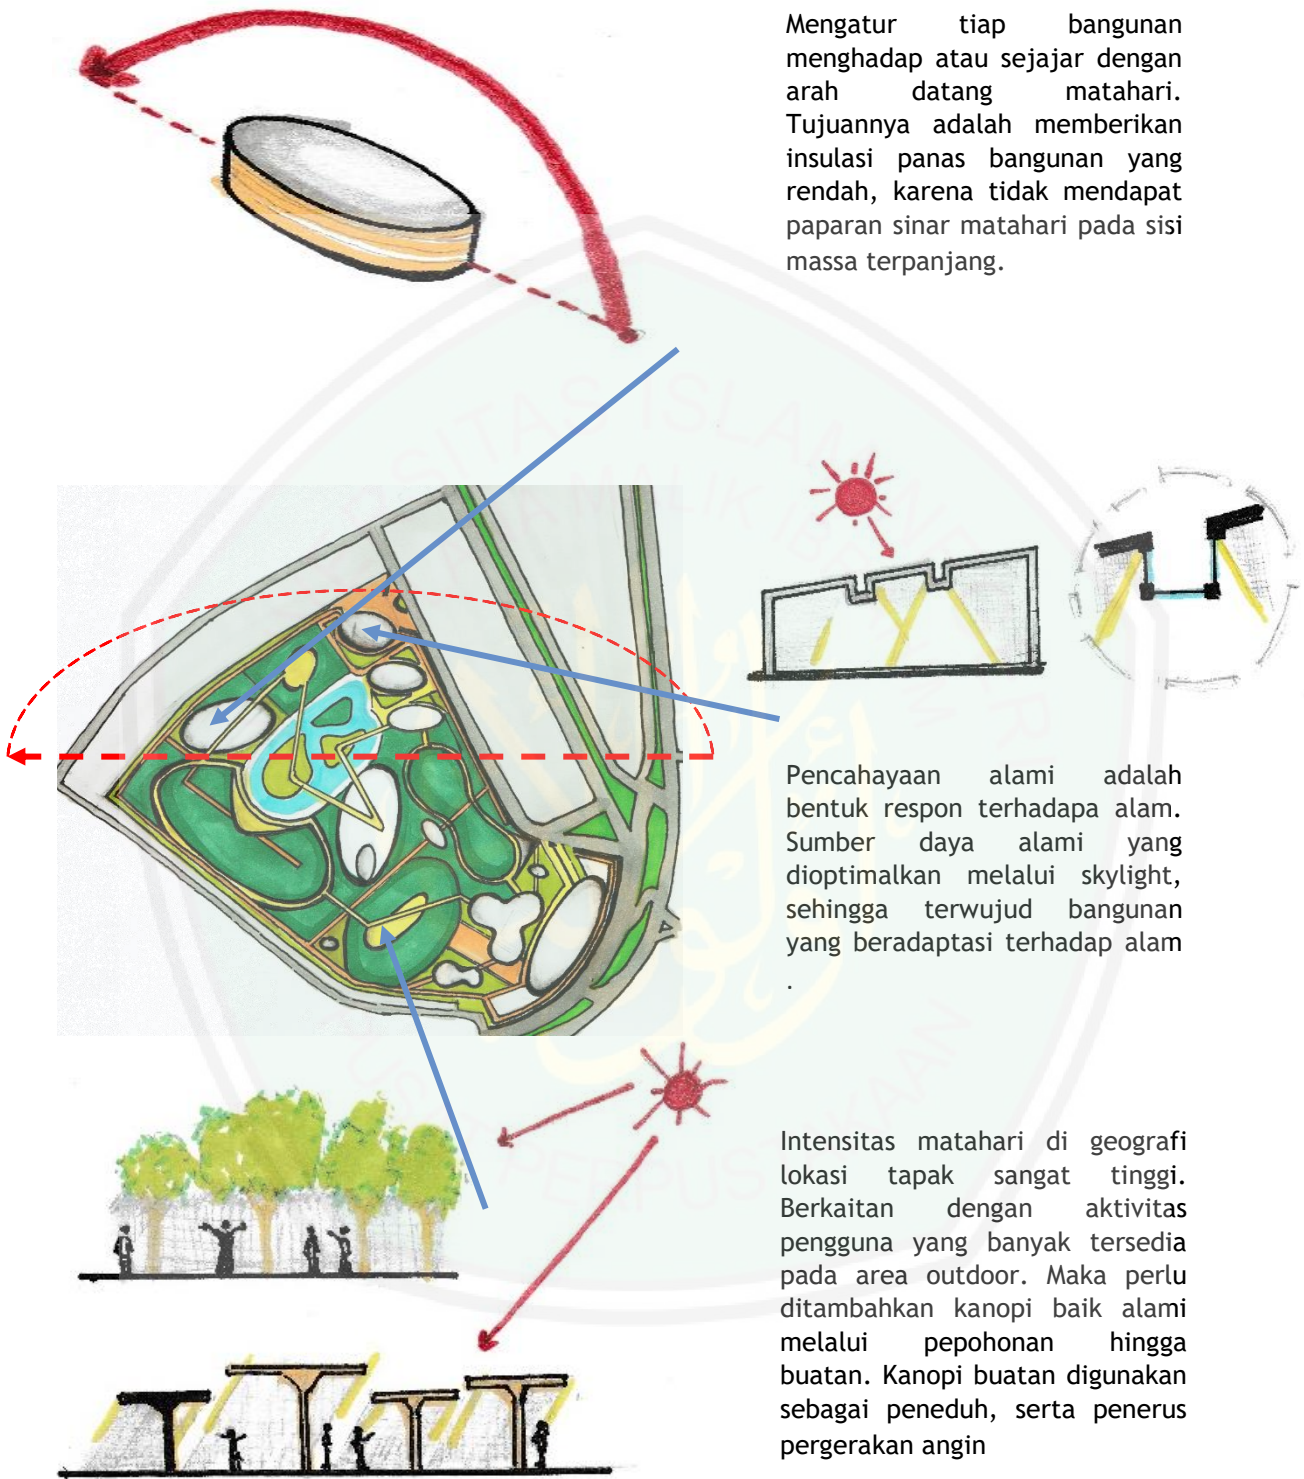 Mengatur tiap bangunan
menghadap atau sejajar dengan
arah datang matahari.
Tujuannya adalah memberikan
insulasi panas bangunan yang
rendah, karena tidak mendapat
paparan sinar matahari pada sisi
massa terpanjang.
Pencahayaan alami adalah
bentuk respon terhadapa alam.
Sumber daya alami yang
dioptimalkan melalui skylight,
sehingga terwujud bangunan
yang beradaptasi terhadap alam
.
Intensitas matahari di geografi
lokasi tapak sangat tinggi.
Berkaitan dengan aktivitas
pengguna yang banyak tersedia
pada area outdoor. Maka perlu
ditambahkan kanopi baik alami
melalui pepohonan hingga
buatan. Kanopi buatan digunakan
sebagai peneduh, serta penerus
pergerakan angin